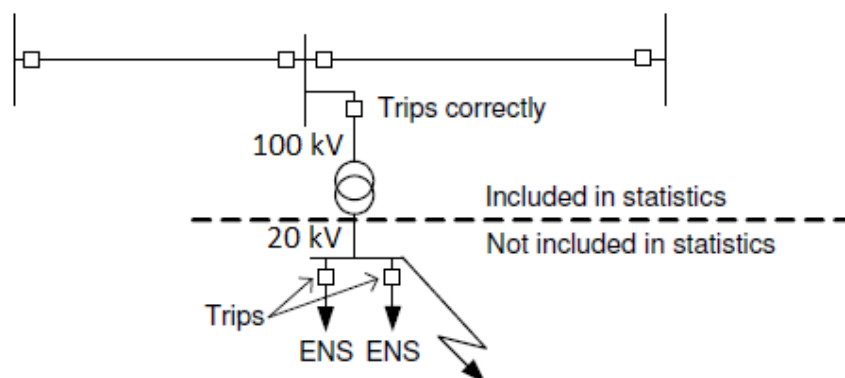 Trips correctly
100 kV
Included in statistics
20 kV
Not included in statistics
Trips
ENS ENS